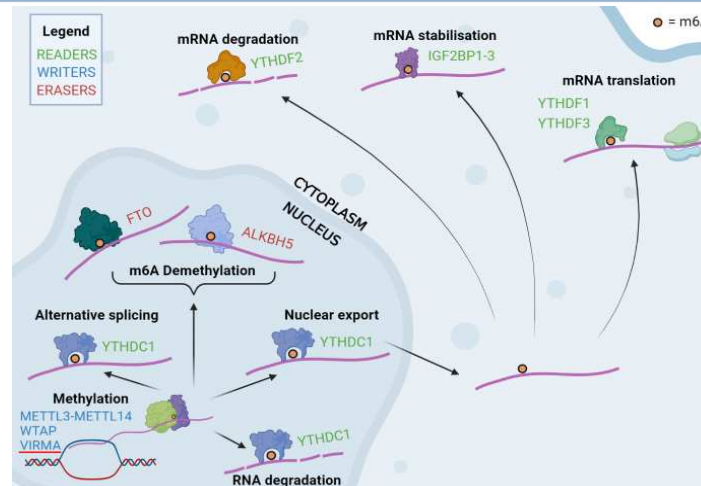 Legend
READERS
WRITERS
ERASERS
mRNA degradation
YTHDF2
mRNA stabilisation
IGF2BP1-3
= m6
mRNA translation
YTHDF1
YTHDF3
CYTOPLASM
NUCLEUS
FTO
ALKBH5
m6A Demethylation
Alternative splicing
YTHDC1
Nuclear export
YTHDC1
Methylation
METTL3-METTL14
WTAP
VIRMA
YTHDC1
RNA degradation